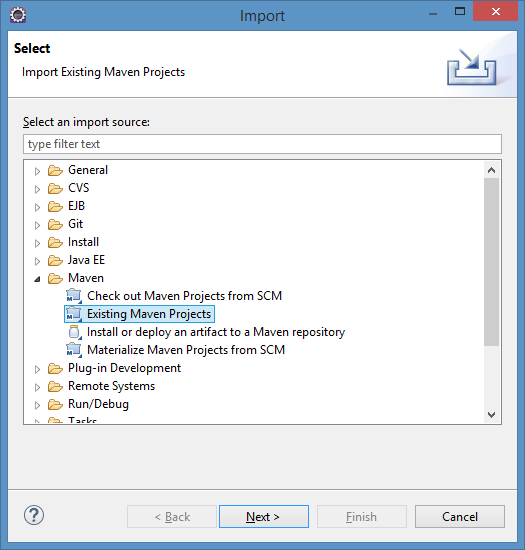 Import
Select
Import Existing Maven Projects
Select an import source:
type filter text
General
CVS
EJB
Git
Install
Java EE
Maven
Check out Maven Projects from SCM
Existing Maven Projects
Install or deploy an artifact to a Maven repository
Materialize Maven Projects from SCM
Plug-in Development
Remote Systems
Run/Debug
Tasks
? < Back Next > Finish Cancel